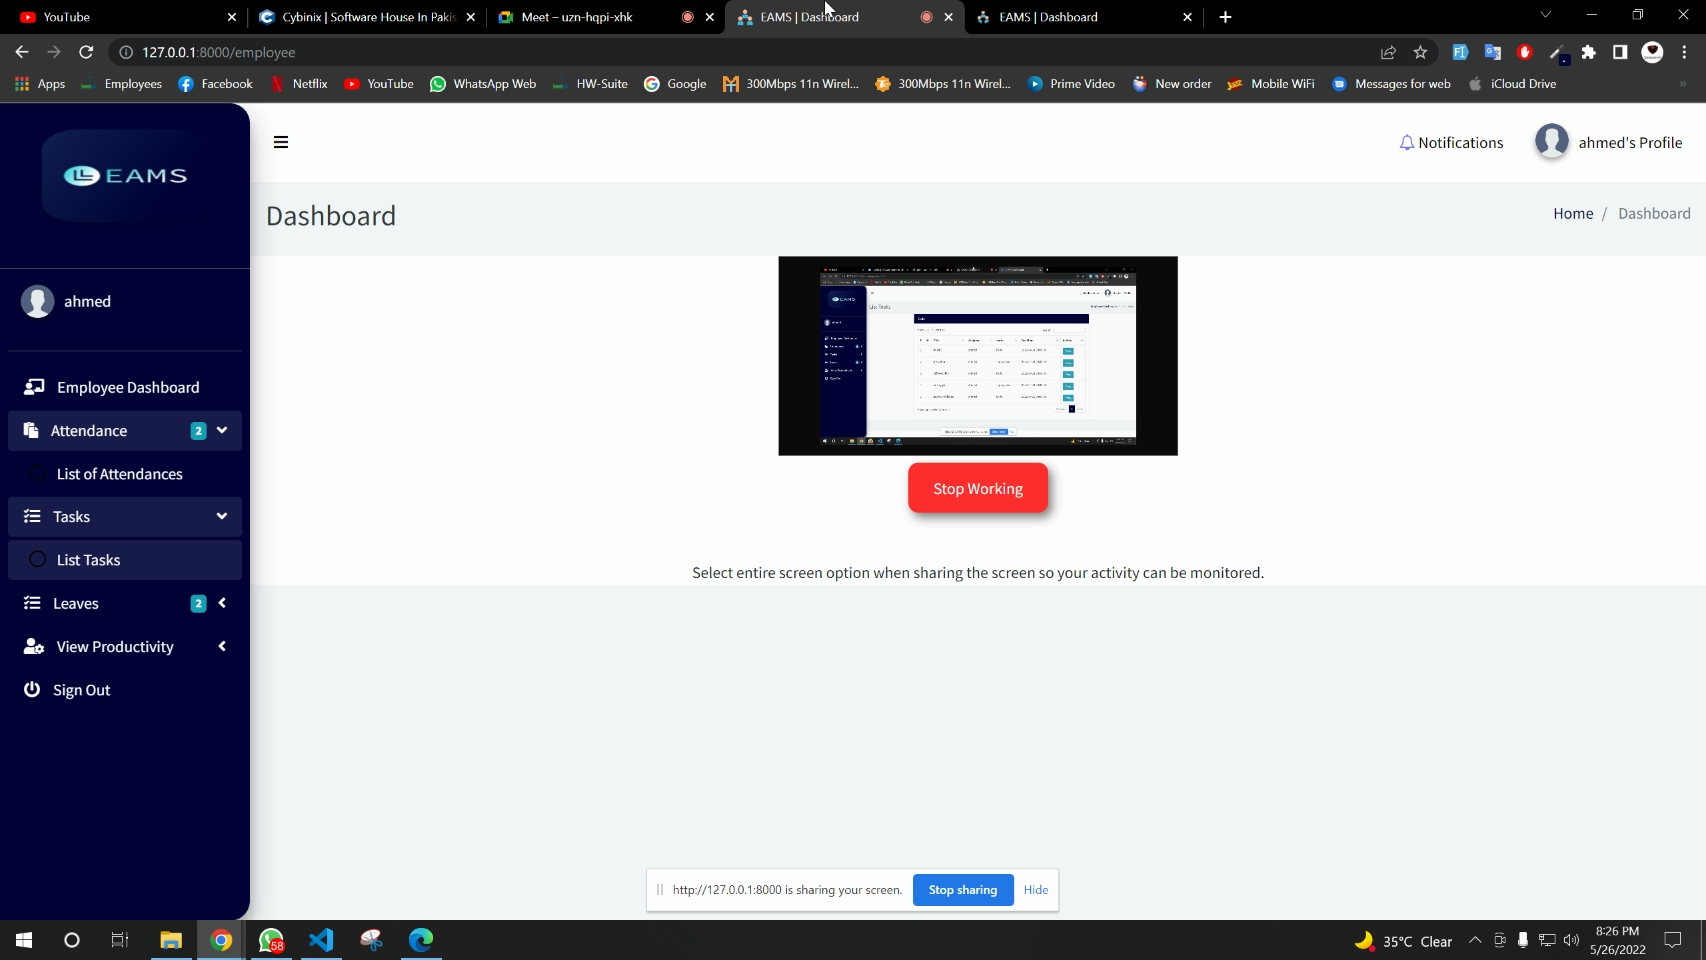 YouTube
Cybinix | Software House In Pakis
Meet – uzn-hqpi-xhk
EAMS | Dashboard
EAMS | Dashboard
127.0.0.1:8000/employee
Apps
Employees
Facebook
Netflix
YouTube
WhatsApp Web
HW-Suite
Google
300Mbps 11n Wirel...
300Mbps 11n Wirel...
Prime Video
New order
Mobile WiFi
Messages for web
iCloud Drive
EAMS
Notifications
ahmed's Profile
Dashboard
Home / Dashboard
ahmed
Employee Dashboard
Attendance 2
List of Attendances
Tasks
List Tasks
Leaves 2
View Productivity
Sign Out
EAMS
List Tasks
Stop Working
Select entire screen option when sharing the screen so your activity can be monitored.
http://127.0.0.1:8000 is sharing your screen.
Stop sharing
Hide
58
35°C Clear
8:26 PM
5/26/2022